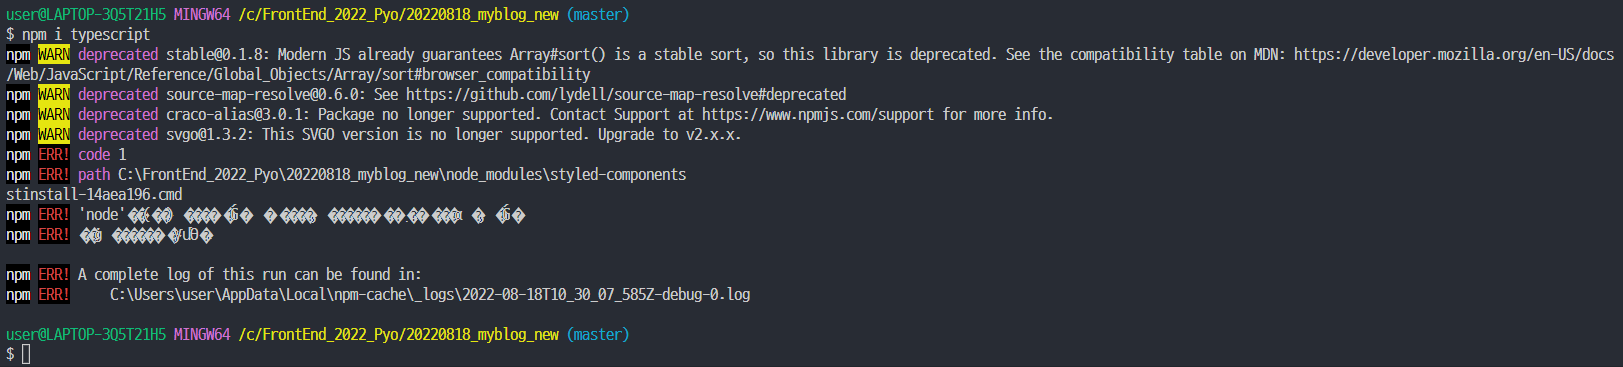 user@LAPTOP-3Q5T21H5 MINGW64 /c/FrontEnd_2022_Pyo/20220818_myblog_new (master)
$ npm i typescript
npm WARN deprecated stable@0.1.8: Modern JS already guarantees Array#sort() is a stable sort, so this library is deprecated. See the compatibility table on MDN: https://developer.mozilla.org/en-US/docs
/Web/JavaScript/Reference/Global_Objects/Array/sort#browser_compatibility
npm WARN deprecated source-map-resolve@0.6.0: See https://github.com/lydell/source-map-resolve#deprecated
npm WARN deprecated craco-alias@3.0.1: Package no longer supported. Contact Support at https://www.npmjs.com/support for more info.
npm WARN deprecated svgo@1.3.2: This SVGO version is no longer supported. Upgrade to v2.x.x.
npm ERR! code 1
npm ERR! path C:\FrontEnd_2022_Pyo\20220818_myblog_new\node_modules\styled-components
stinstall-14aea196.cmd
npm ERR! 'node'
npm ERR!
npm ERR! A complete log of this run can be found in:
npm ERR!     C:\Users\user\AppData\Local\npm-cache\_logs\2022-08-18T10_30_07_585Z-debug-0.log
user@LAPTOP-3Q5T21H5 MINGW64 /c/FrontEnd_2022_Pyo/20220818_myblog_new (master)
$